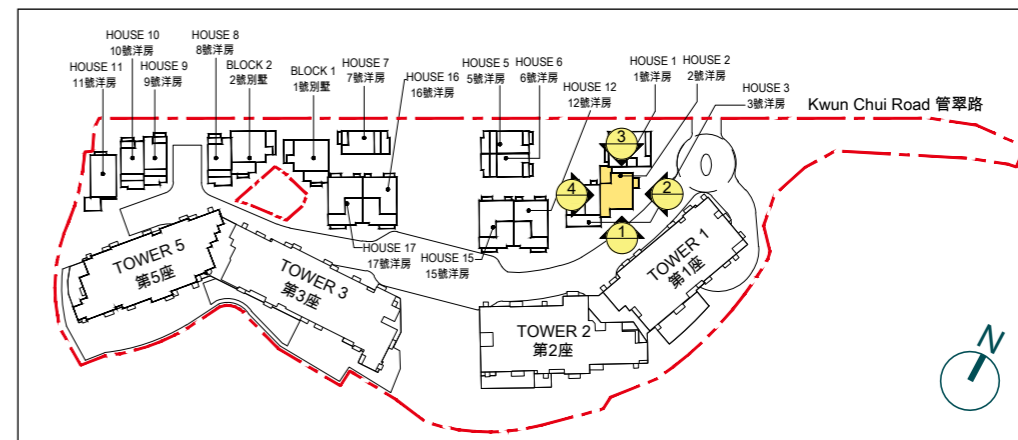 HOUSE 10
10號洋房
HOUSE 8
8號洋房
HOUSE 11
11號洋房
HOUSE 9
9號洋房
BLOCK 2
2號別墅
BLOCK 1
1號別墅
HOUSE 7
7號洋房
HOUSE 16
16號洋房
HOUSE 5
5號洋房
HOUSE 6
6號洋房
HOUSE 12
12號洋房
HOUSE 1
1號洋房
HOUSE 2
2號洋房
HOUSE 3
3號洋房
Kwun Chui Road 管翠路
3
4
2
1
HOUSE 17
17號洋房
HOUSE 15
15號洋房
TOWER 5
第5座
TOWER 3
第3座
TOWER 2
第2座
TOWER 1
第1座
N